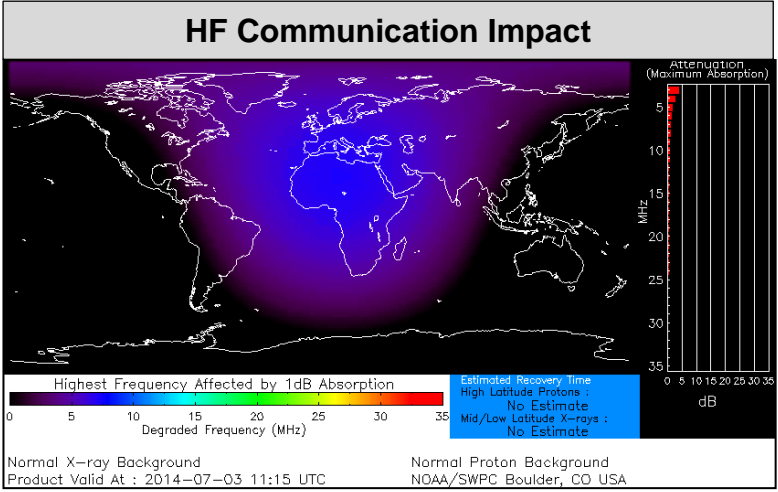 HF Communication Impact
Attenuation
(Maximum Absorption)
5
10
15
20
25
30
35
MHz
0 5 10 15 20 25 30 35
dB
Highest Frequency Affected by 1dB Absorption
0 5 10 15 20 25 30 35
Degraded Frequency (MHz)
Estimated Recovery Time
High Latitude Protons :
No Estimate
Mid/Low Latitude X-rays :
No Estimate
Normal X-ray Background
Normal Proton Background
Product Valid At : 2014-07-03 11:15 UTC
NOAA/SWPC Boulder, CO USA